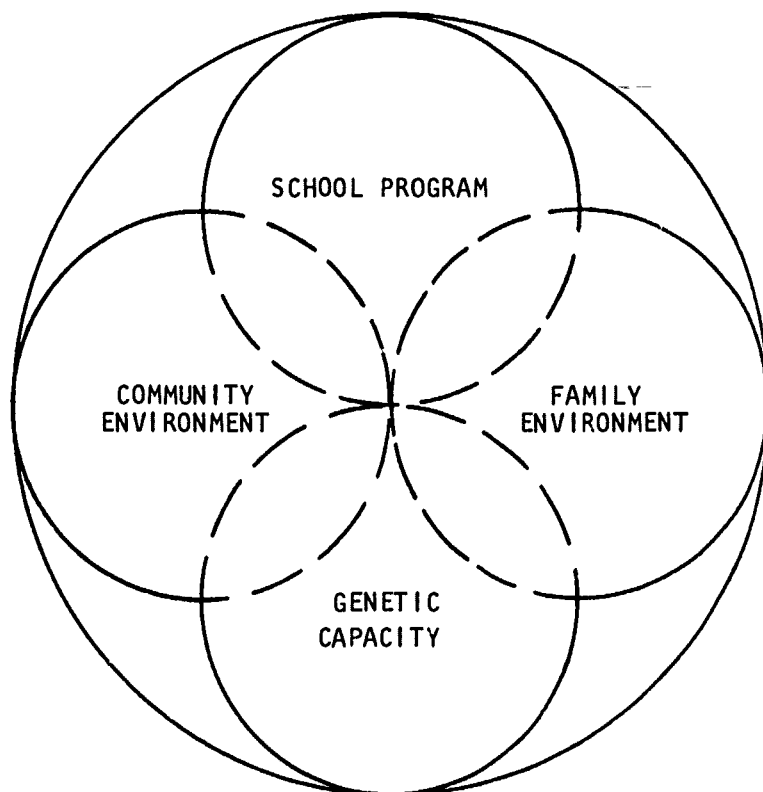 SCHOOL PROGRAM
COMMUNITY
ENVIRONMENT
FAMILY
ENVIRONMENT
GENETIC
CAPACITY